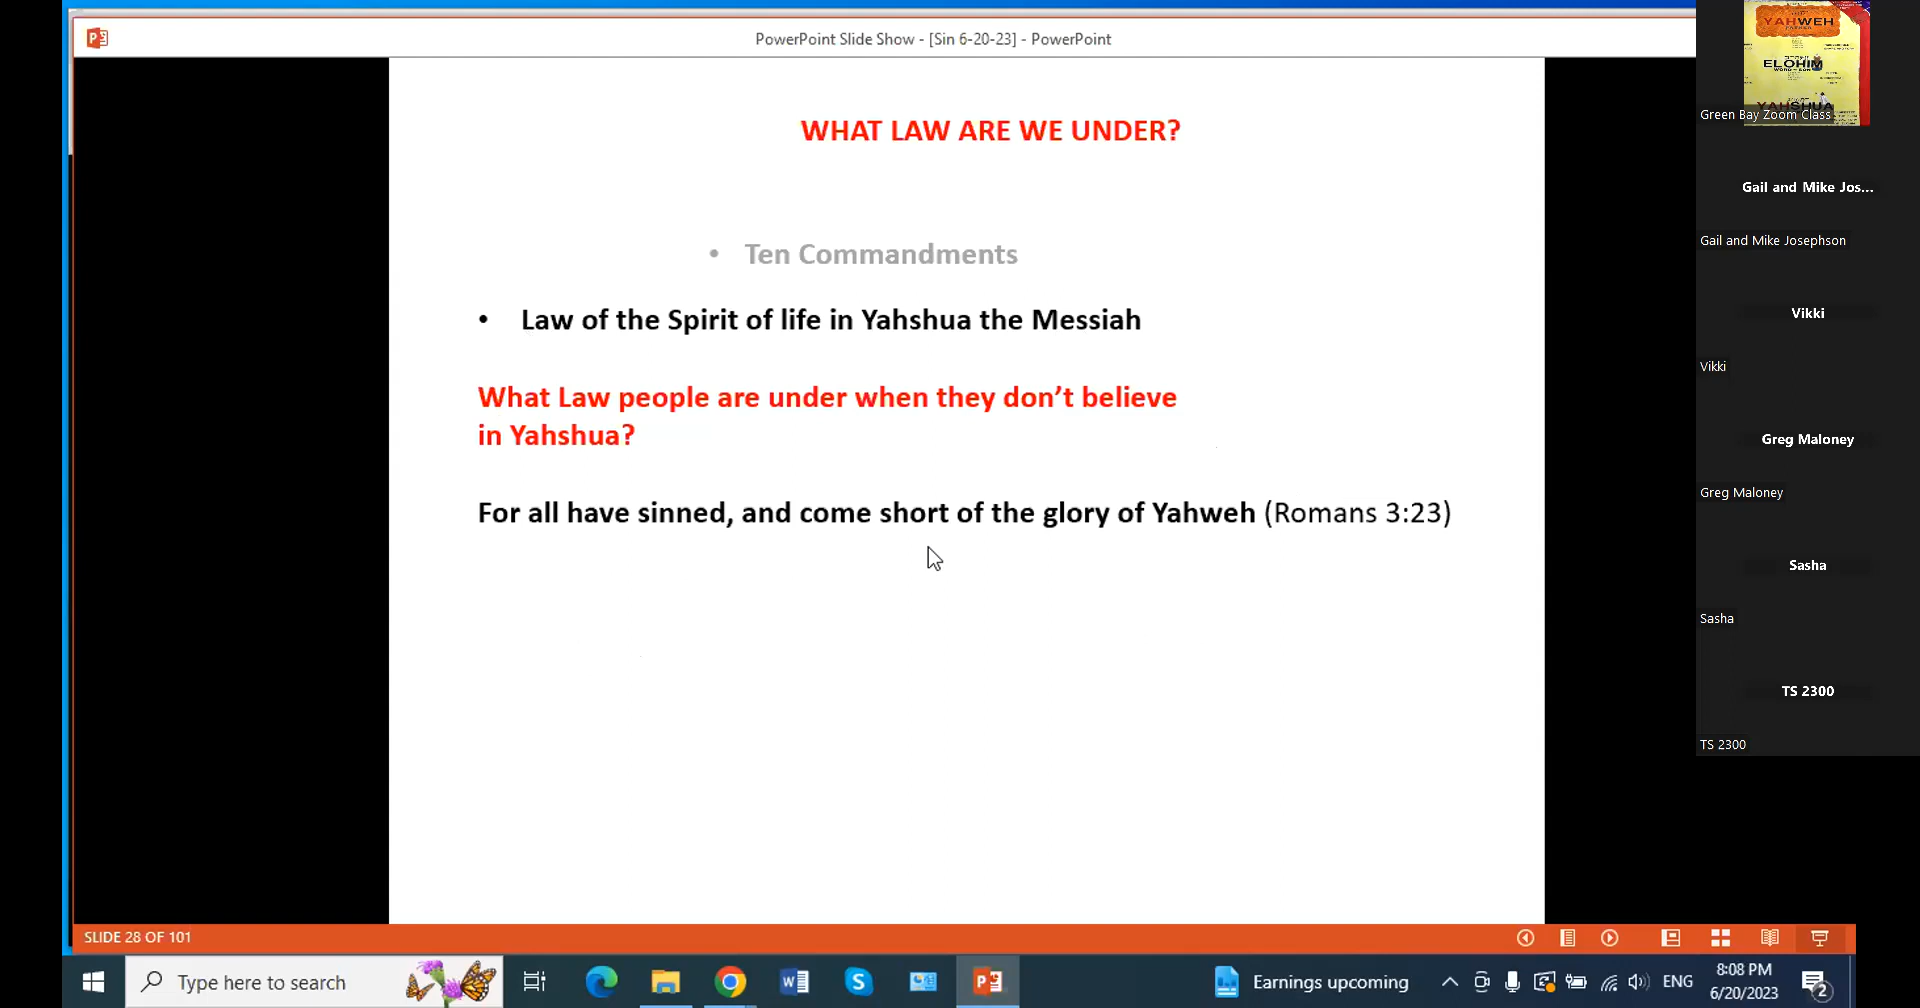 PowerPoint Slide Show - [Sin 6-20-23] - PowerPoint
WHAT LAW ARE WE UNDER?
• Ten Commandments
• Law of the Spirit of life in Yahshua the Messiah
What Law people are under when they don’t believe
in Yahshua?
For all have sinned, and come short of the glory of Yahweh (Romans 3:23)
YAHWEH
ELOHIM
YAHSHUA
Green Bay Zoom Class
Gail and Mike Jos...
Gail and Mike Josephson
Vikki
Vikki
Greg Maloney
Greg Maloney
Sasha
Sasha
TS 2300
TS 2300
SLIDE 28 OF 101
Type here to search
Earnings upcoming
ENG
8:08 PM
6/20/2023
2